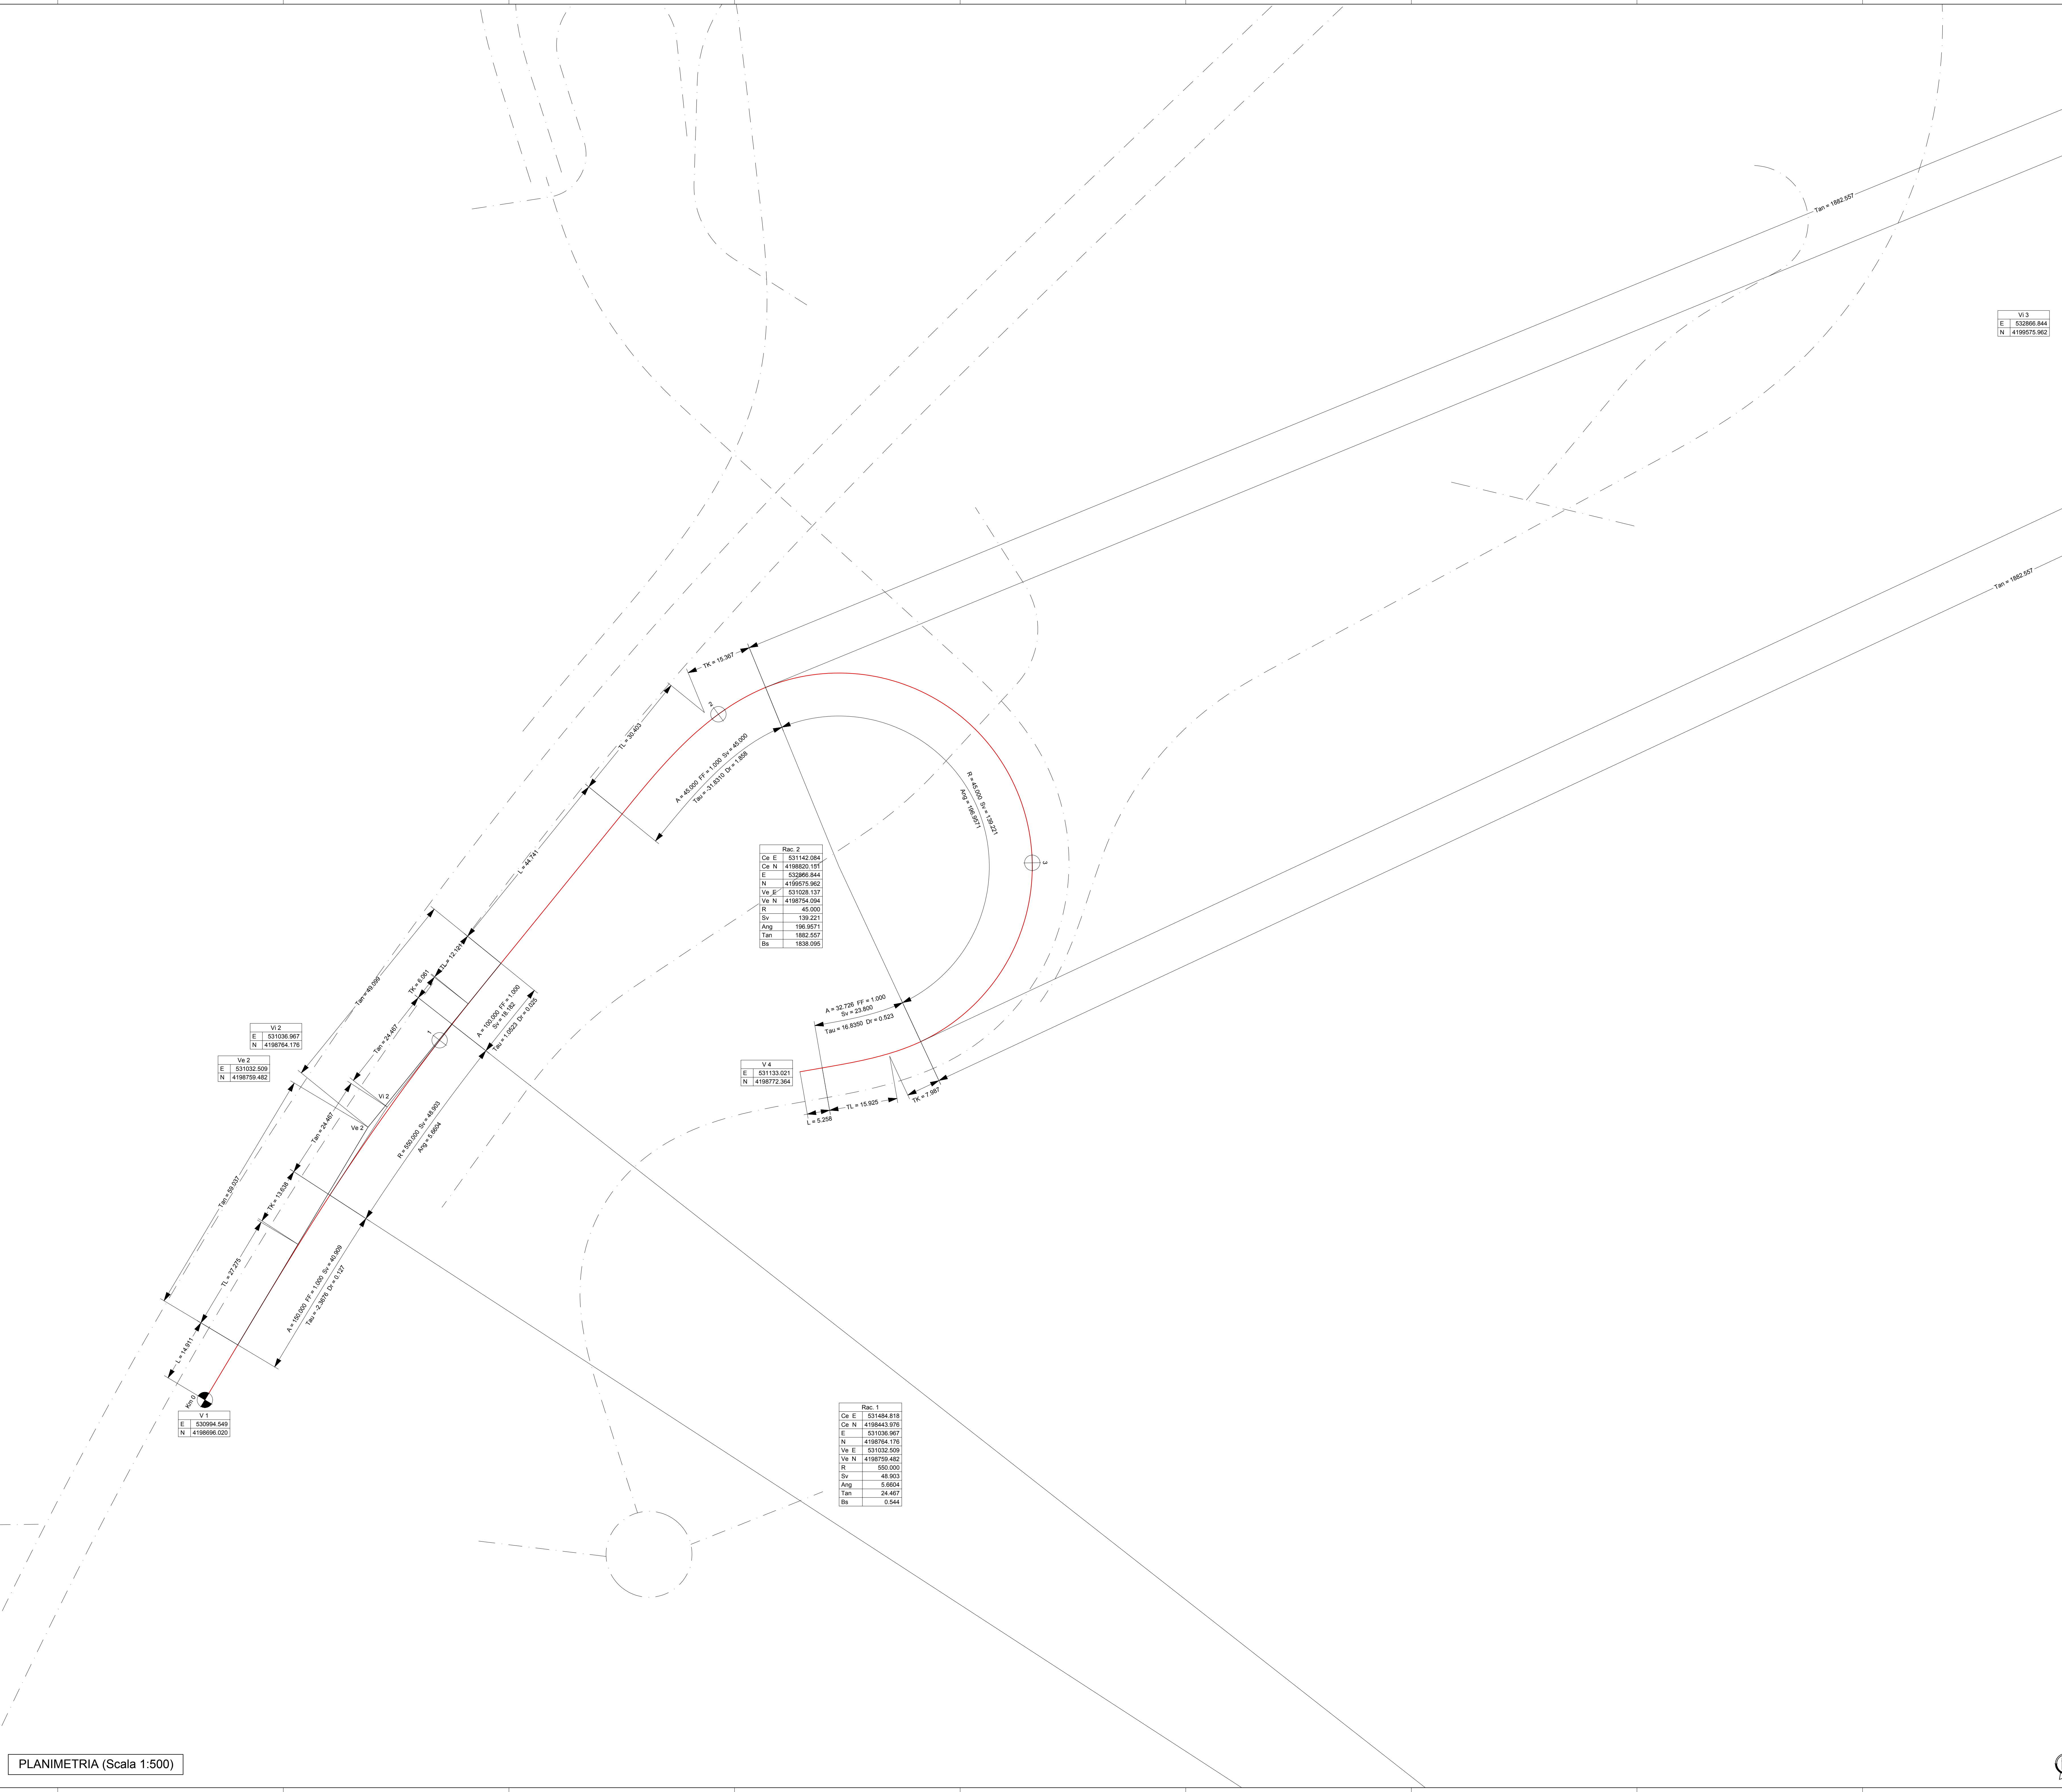 Tan = 1882.557
Vi 3
E 532866.844
N 4199575.962
Tan = 1882.557
TK = 15.367
2
TL = 30.403
A = 45.000 FF = 1.000 Sv = 45.000
Tau = -31.8310 Dr = 1.858
R = 45.000 Sv = 139.221
Ang = 196.9571
3
L = 44.741
Rac. 2
Ce E 531142.084
Ce N 4198820.151
E 532866.844
N 4199575.962
Ve E 531028.137
Ve N 4198754.094
R 45.000
Sv 139.221
Ang 196.9571
Tan 1882.557
Bs 1838.095
TL = 12.121
TK = 6.061
Tan = 49.099
A = 100.000 FF = 1.000
Sv = 18.182
Tau = 1.0523 Dr = 0.025
A = 32.726 FF = 1.000
Sv = 23.800
Tau = 16.8350 Dr = 0.523
Vi 2
E 531036.967
N 4198764.176
Tan = 24.467
1
Ve 2
E 531032.509
N 4198759.482
V 4
E 531133.021
N 4198772.364
Vi 2
Ve 2
TK = 7.987
TL = 15.925
L = 5.258
Tan = 24.467
R = 550.000 Sv = 48.903
Ang = 5.6604
Tan = 59.037
TK = 13.638
TL = 27.275
A = 150.000 FF = 1.000 Sv = 40.909
Tau = -2.3676 Dr = 0.127
L = 14.911
Km 0
V 1
E 530994.549
N 4198696.020
Rac. 1
Ce E 531484.818
Ce N 4198443.976
E 531036.967
N 4198764.176
Ve E 531032.509
Ve N 4198759.482
R 550.000
Sv 48.903
Ang 5.6604
Tan 24.467
Bs 0.544
PLANIMETRIA (Scala 1:500)